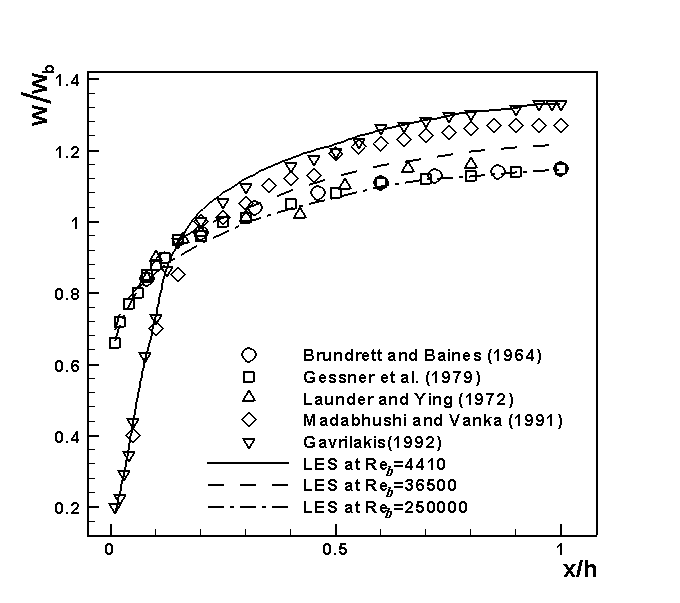 w/w_b
1.4
1.2
1
0.8
0.6
0.4
0.2
Brundrett and Baines (1964)
Gessner et al. (1979)
Launder and Ying (1972)
Madabhushi and Vanka (1991)
Gavrilakis(1992)
LES at Re_b=4410
LES at Re_b=36500
LES at Re_b=250000
0
0.5
1
x/h